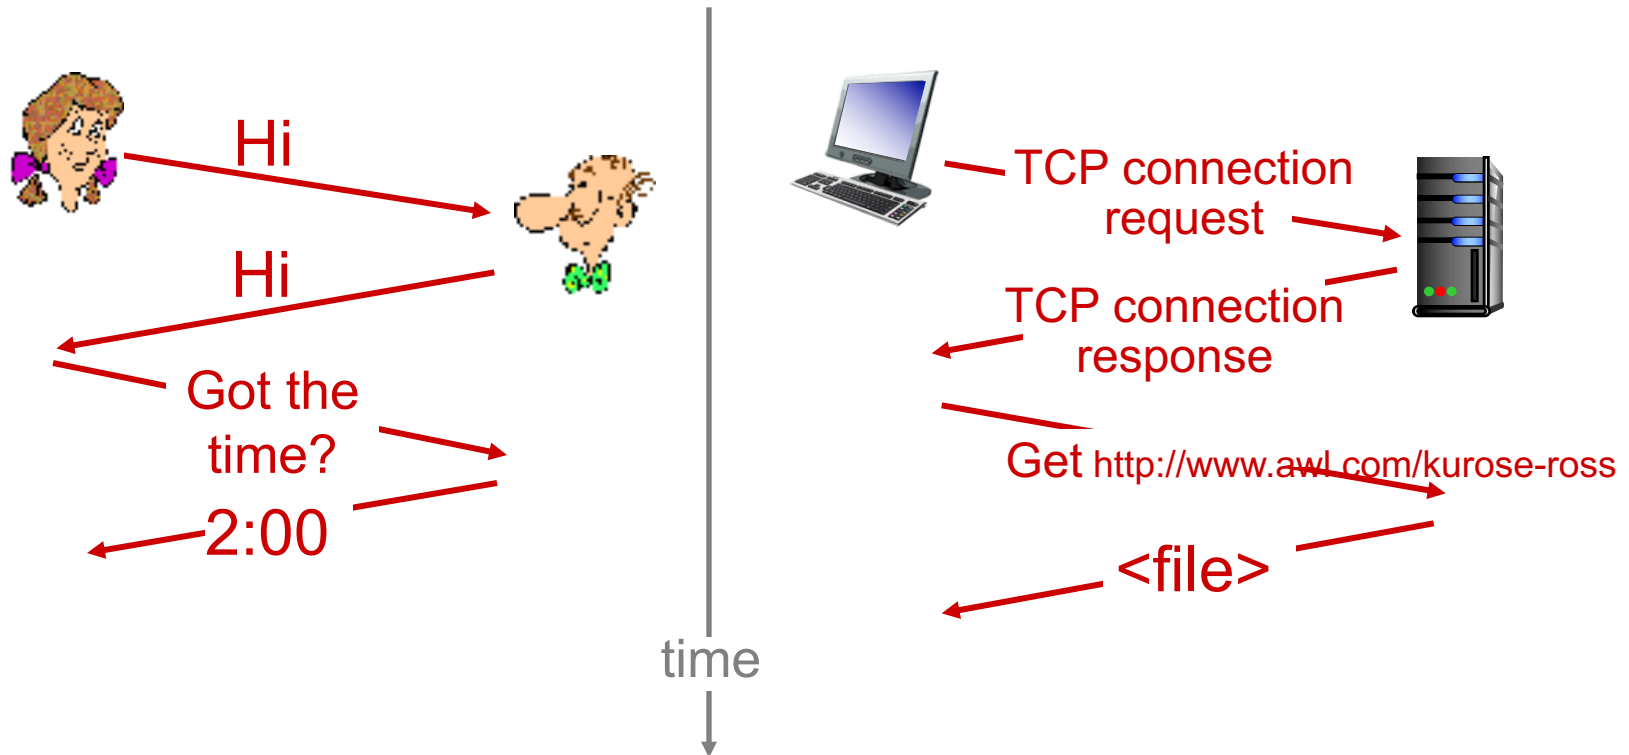 Hi
Hi
Got the
time?
2:00
TCP connection
request
TCP connection
response
Get http://www.awl.com/kurose-ross
<file>
time